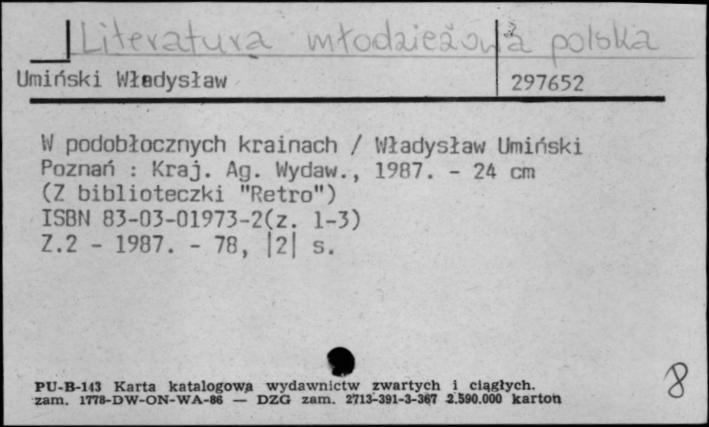 Literatura młodzieżowa polska
Umiński Władysław 297652
W podobłocznych krainach / Władysław Umiński
Poznań : Kraj. Ag. Wydaw., 1987. - 24 cm
(Z biblioteczki "Retro")
ISBN 83-03-01973-2(z. 1-3)
Z.2 - 1987. - 78, |2| s.
PU-B-143 Karta katalogowa wydawnictw zwartych i ciągłych.
zam. 1778-DW-ON-WA-86 — DZG zam. 2713-391-3-367 2.590.000 karton
8